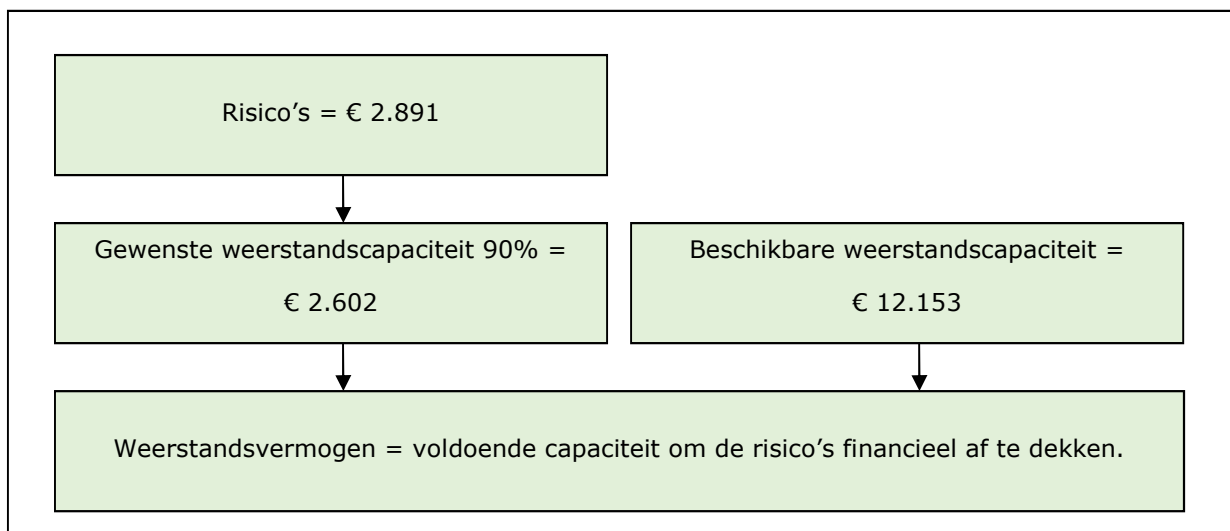 Risico’s = € 2.891
Gewenste weerstandscapaciteit 90% =
€ 2.602
Beschikbare weerstandscapaciteit =
€ 12.153
Weerstandsvermogen = voldoende capaciteit om de risico’s financieel af te dekken.